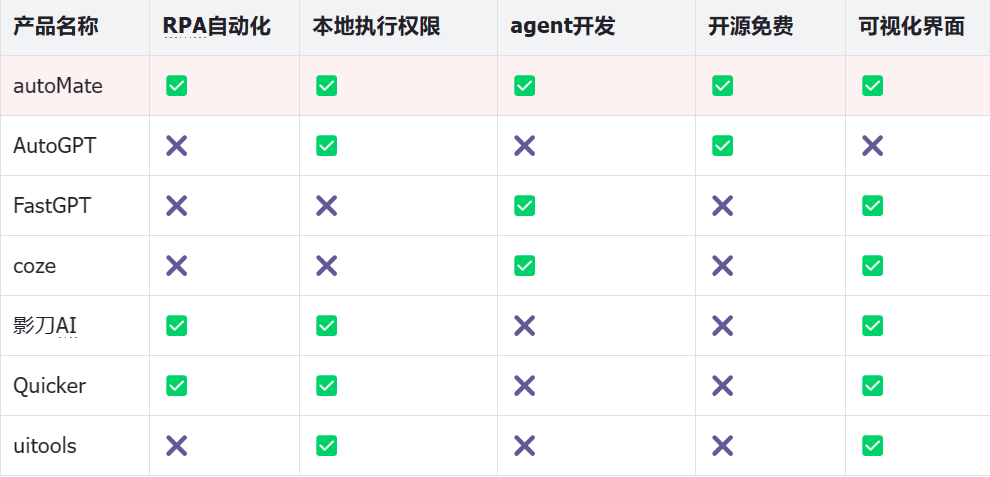 产品名称 RPA自动化 本地执行权限 agent开发 开源免费 可视化界面
autoMate ✅ ✅ ✅ ✅ ✅
AutoGPT ❌ ✅ ❌ ✅ ❌
FastGPT ❌ ❌ ✅ ❌ ✅
coze ❌ ❌ ✅ ❌ ✅
影刀AI ✅ ✅ ❌ ❌ ✅
Quicker ✅ ✅ ❌ ❌ ✅
uitools ❌ ✅ ❌ ❌ ✅